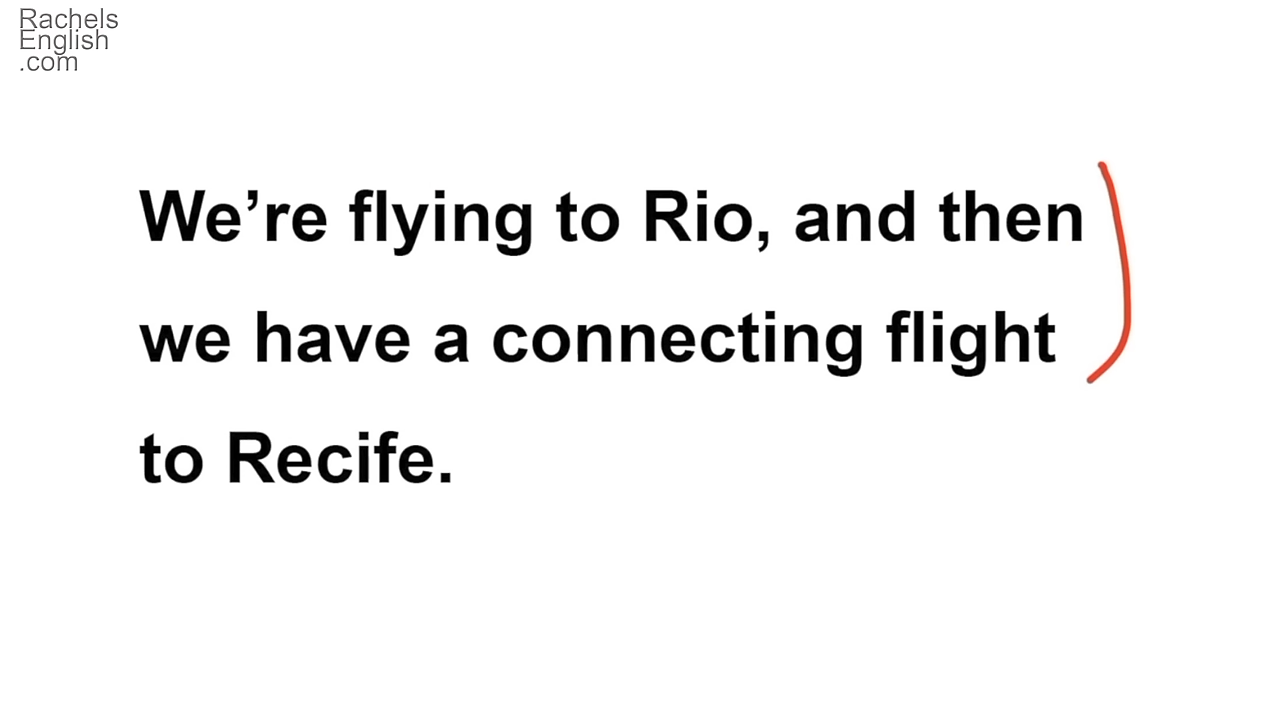 Rachels
English
.com
We’re flying to Rio, and then
we have a connecting flight
to Recife.